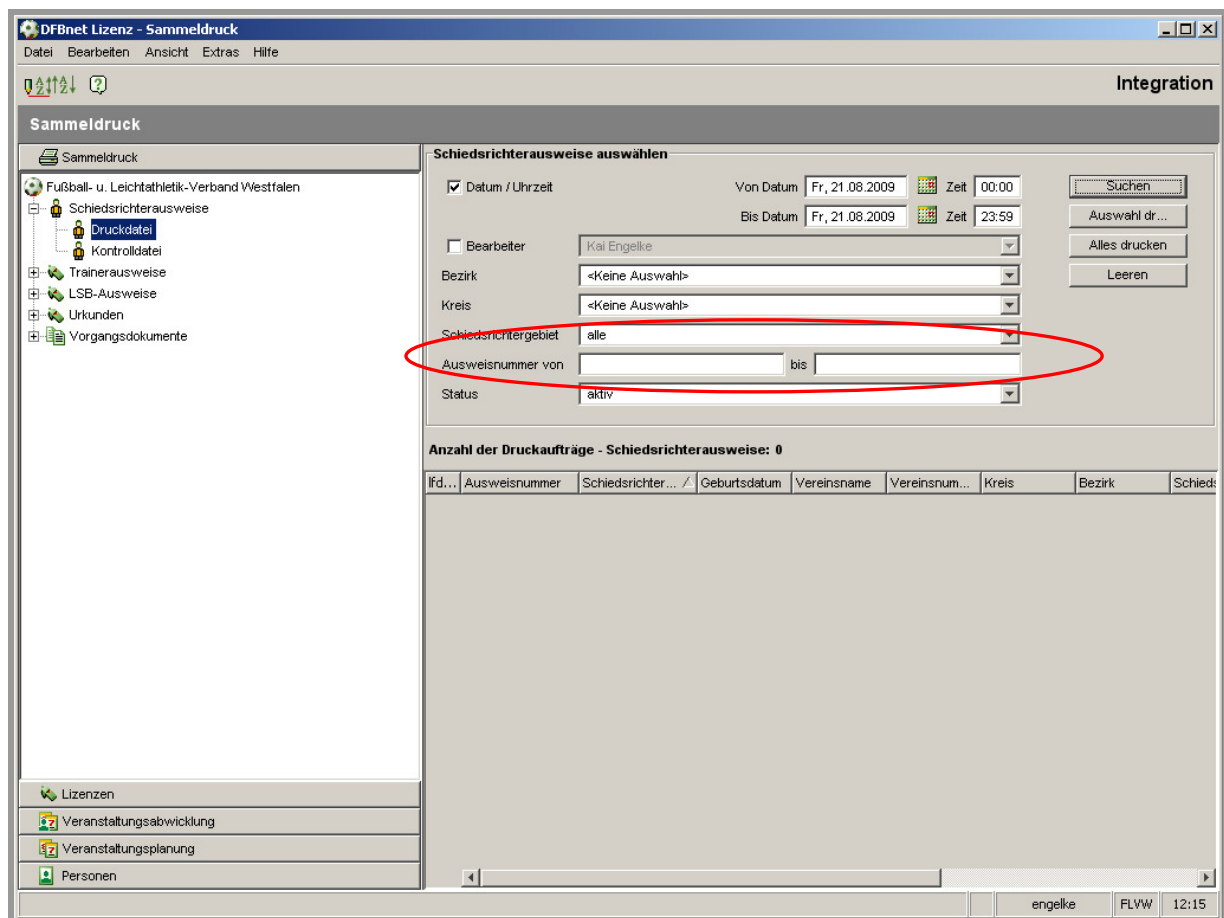 DFBnet Lizenz - Sammeldruck
Datei Bearbeiten Ansicht Extras Hilfe
Integration
Sammeldruck
Sammeldruck
Fußball- u. Leichtathletik-Verband Westfalen
Schiedsrichterausweise
Druckdatei
Kontrolldatei
Trainerausweise
LSB-Ausweise
Urkunden
Vorgangsdokumente
Lizenzen
Veranstaltungsabwicklung
Veranstaltungsplanung
Personen
Schiedsrichterausweise auswählen
Datum / Uhrzeit Von Datum Fr, 21.08.2009 Zeit 00:00 Suchen
Bis Datum Fr, 21.08.2009 Zeit 23:59 Auswahl dr...
Bearbeiter Kai Engelke Alles drucken
Bezirk <Keine Auswahl> Leeren
Kreis <Keine Auswahl>
Schiedsrichtergebiet alle
Ausweisnummer von bis
Status aktiv
Anzahl der Druckaufträge - Schiedsrichterausweise: 0
lfd... Ausweisnummer Schiedsrichter... Geburtsdatum Vereinsname Vereinsnum... Kreis Bezirk Schieds
engelke FLVW 12:15